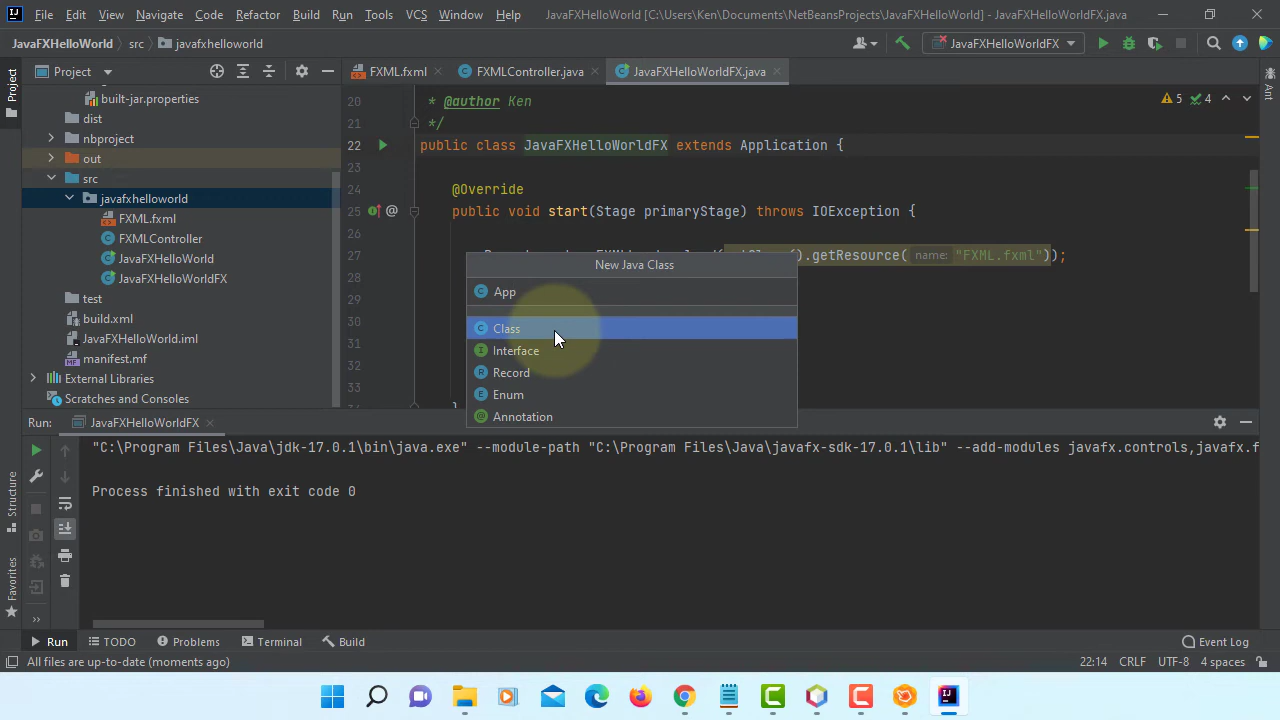 File Edit View Navigate Code Refactor Build Run Tools VCS Window Help JavaFXHelloWorld [C:\Users\Ken\Documents\NetBeansProjects\JavaFXHelloWorld] - JavaFXHelloWorldFX.java
JavaFXHelloWorld src javafxhelloworld JavaFXHelloWorldFX
Project FXML.fxml FXMLController.java JavaFXHelloWorldFX.java
Project
Ant
built-jar.properties
dist
nbproject
out
src
javafxhelloworld
FXML.fxml
FXMLController
JavaFXHelloWorld
JavaFXHelloWorldFX
test
build.xml
JavaFXHelloWorld.iml
manifest.mf
External Libraries
Scratches and Consoles
5 4
20 * @author Ken
21 */
22 public class JavaFXHelloWorldFX extends Application {
23
24 @Override
25 public void start(Stage primaryStage) throws IOException {
26
27 ).getResource( name: "FXML.fxml"));
28
29
30
31
32
33
New Java Class
App
Class
Interface
Record
Enum
Annotation
Run: JavaFXHelloWorldFX
"C:\Program Files\Java\jdk-17.0.1\bin\java.exe" --module-path "C:\Program Files\Java\javafx-sdk-17.0.1\lib" --add-modules javafx.controls,javafx.f
Process finished with exit code 0
Structure
Favorites
Run TODO Problems Terminal Build Event Log
All files are up-to-date (moments ago) 22:14 CRLF UTF-8 4 spaces